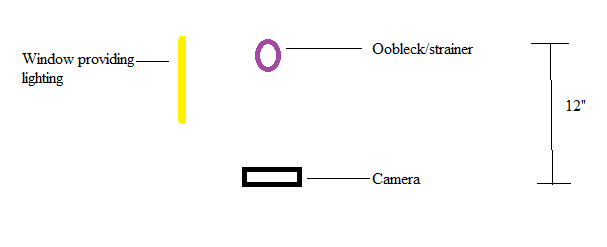 Window providing
lighting
Oobleck/strainer
12"
Camera